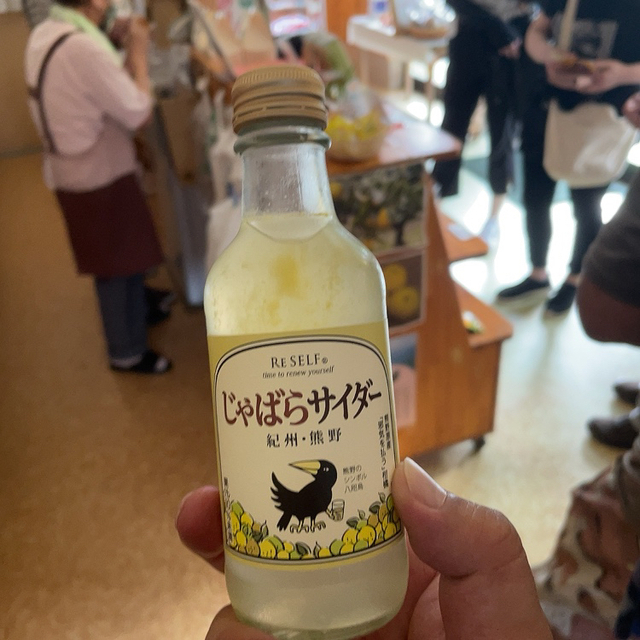 RE SELF®
time to renew yourself
じゃばらサイダー
紀州・熊野
熊野の
シンボル
八咫烏